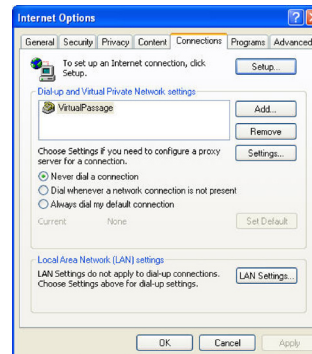 Internet Options
General Security Privacy Content Connections Programs Advanced
To set up an Internet connection, click Setup.
Setup...
Dial-up and Virtual Private Network settings
VirtualPassage
Add...
Remove
Choose Settings if you need to configure a proxy server for a connection.
Settings...
Never dial a connection
Dial whenever a network connection is not present
Always dial my default connection
Current None
Set Default
Local Area Network (LAN) settings
LAN Settings do not apply to dial-up connections. Choose Settings above for dial-up settings.
LAN Settings...
OK Cancel Apply